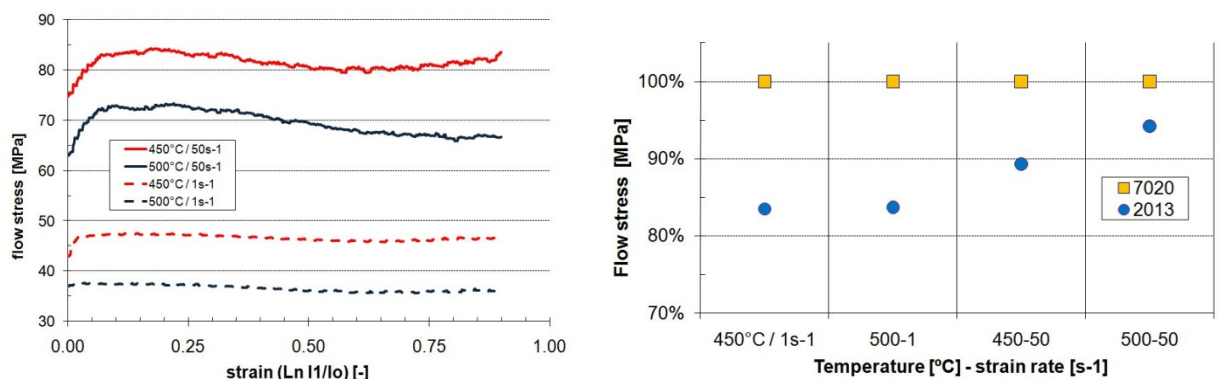 90
80
70
60
50
40
30
flow stress [MPa]
450°C / 50s-1
500°C / 50s-1
450°C / 1s-1
500°C / 1s-1
0.00 0.25 0.50 0.75 1.00
strain (Ln l1/lo) [-]
100%
90%
80%
70%
Flow stress [MPa]
7020
2013
450°C / 1s-1 500-1 450-50 500-50
Temperature [ºC] - strain rate [s-1]